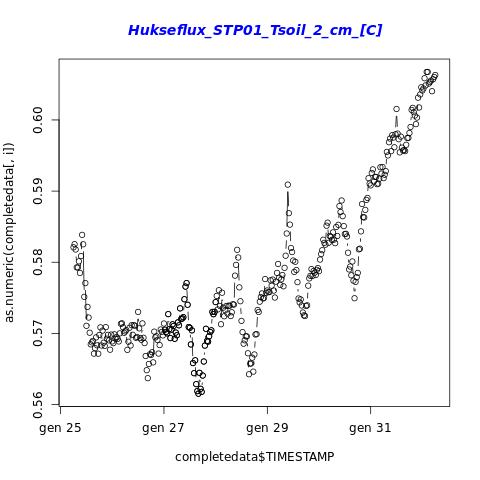 Hukseflux_STP01_Tsoil_2_cm_[C]
as.numeric(completedata[, i])
0.60
0.59
0.58
0.57
0.56
gen 25 gen 27 gen 29 gen 31
completedata$TIMESTAMP